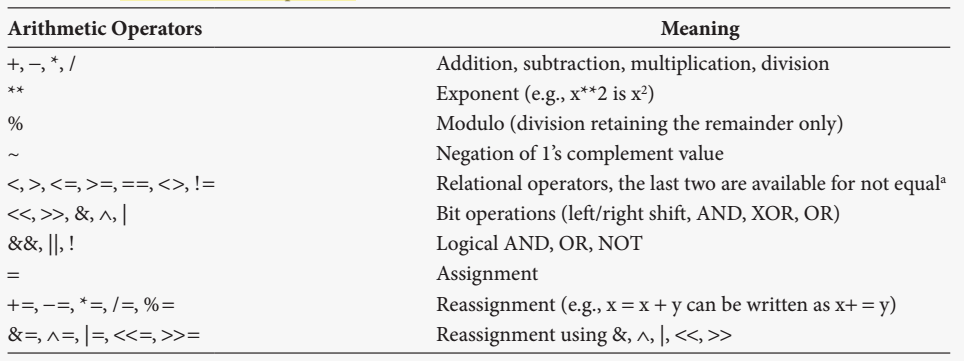 Arithmetic Operators Meaning
+, −, *, / Addition, subtraction, multiplication, division
** Exponent (e.g., x**2 is x²)
% Modulo (division retaining the remainder only)
~ Negation of 1’s complement value
<, >, <=, >=, ==, <>, != Relational operators, the last two are available for not equalᵃ
<<, >>, &, ∧, | Bit operations (left/right shift, AND, XOR, OR)
&&, ||, ! Logical AND, OR, NOT
= Assignment
+=, −=, *=, /=, %= Reassignment (e.g., x = x + y can be written as x+ = y)
&=, ∧=, |=, <<=, >>= Reassignment using &, ∧, |, <<, >>